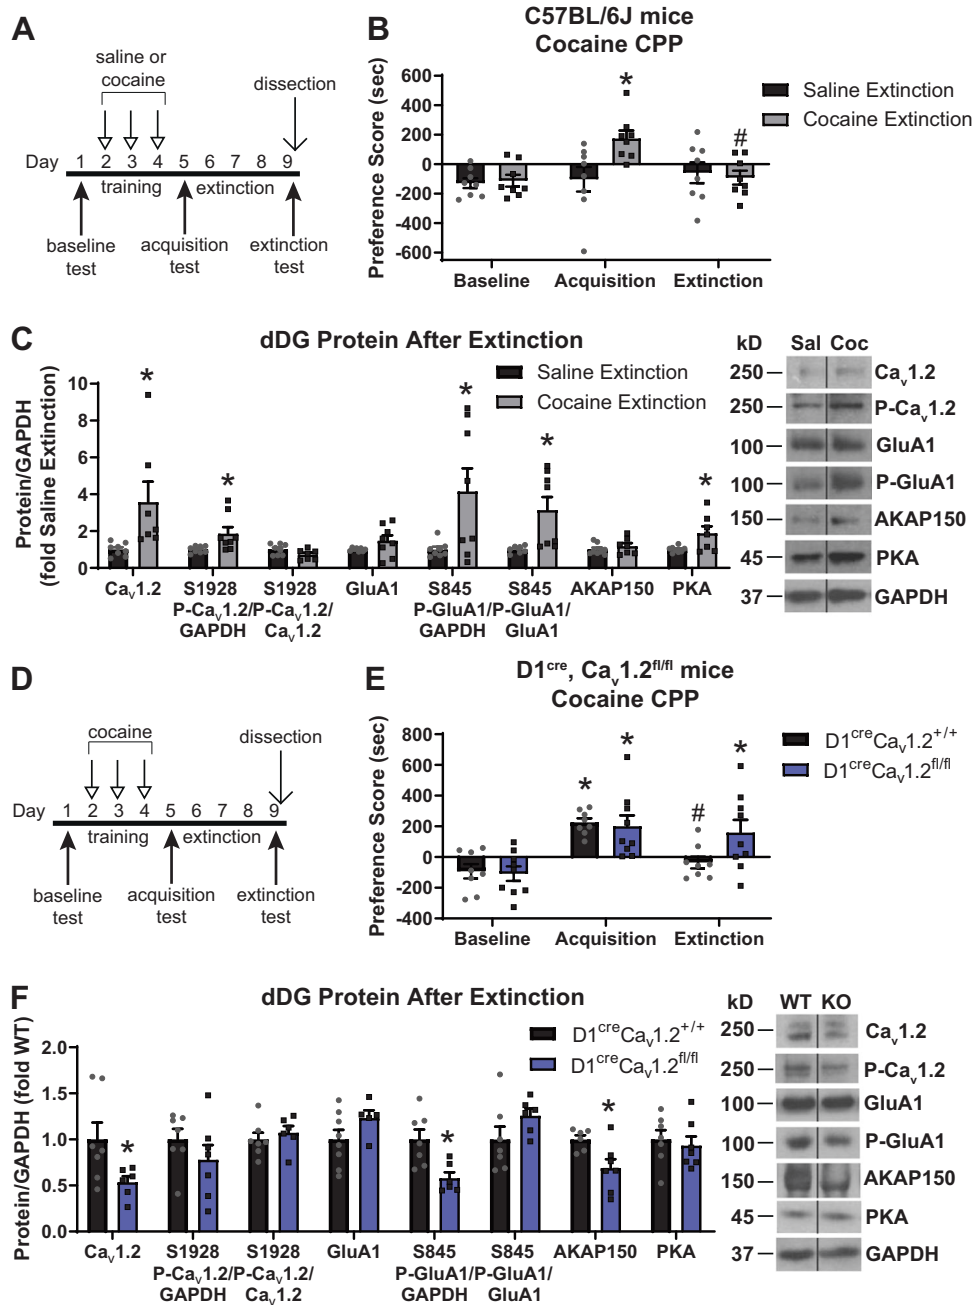 A
saline or
cocaine
dissection
Day 1 2 3 4 5 6 7 8 9
training extinction
baseline
test
acquisition
test
extinction
test
B
C57BL/6J mice
Cocaine CPP
Preference Score (sec)
600
400
200
0
-200
-400
-600
*
#
Saline Extinction
Cocaine Extinction
Baseline Acquisition Extinction
C
dDG Protein After Extinction
Protein/GAPDH
(fold Saline Extinction)
10
8
6
4
2
0
Saline Extinction
Cocaine Extinction
* * * * *
Cav1.2 S1928 S1928 GluA1 S845 S845 AKAP150 PKA
P-Cav1.2/P-Cav1.2/ P-GluA1/P-GluA1/
GAPDH Cav1.2 GAPDH GluA1
kD Sal Coc
250 Cav1.2
250 P-Cav1.2
100 GluA1
100 P-GluA1
150 AKAP150
45 PKA
37 GAPDH
D
cocaine
dissection
Day 1 2 3 4 5 6 7 8 9
training extinction
baseline
test
acquisition
test
extinction
test
E
D1cre, Cav1.2fl/fl mice
Cocaine CPP
Preference Score (sec)
800
600
400
200
0
-200
-400
* * # *
D1creCav1.2+/+
D1creCav1.2fl/fl
Baseline Acquisition Extinction
F
dDG Protein After Extinction
Protein/GAPDH (fold WT)
2.0
1.5
1.0
0.5
0.0
D1creCav1.2+/+
D1creCav1.2fl/fl
* * *
Cav1.2 S1928 S1928 GluA1 S845 S845 AKAP150 PKA
P-Cav1.2/P-Cav1.2/ P-GluA1/P-GluA1/
GAPDH Cav1.2 GAPDH GluA1
kD WT KO
250 Cav1.2
250 P-Cav1.2
100 GluA1
100 P-GluA1
150 AKAP150
45 PKA
37 GAPDH